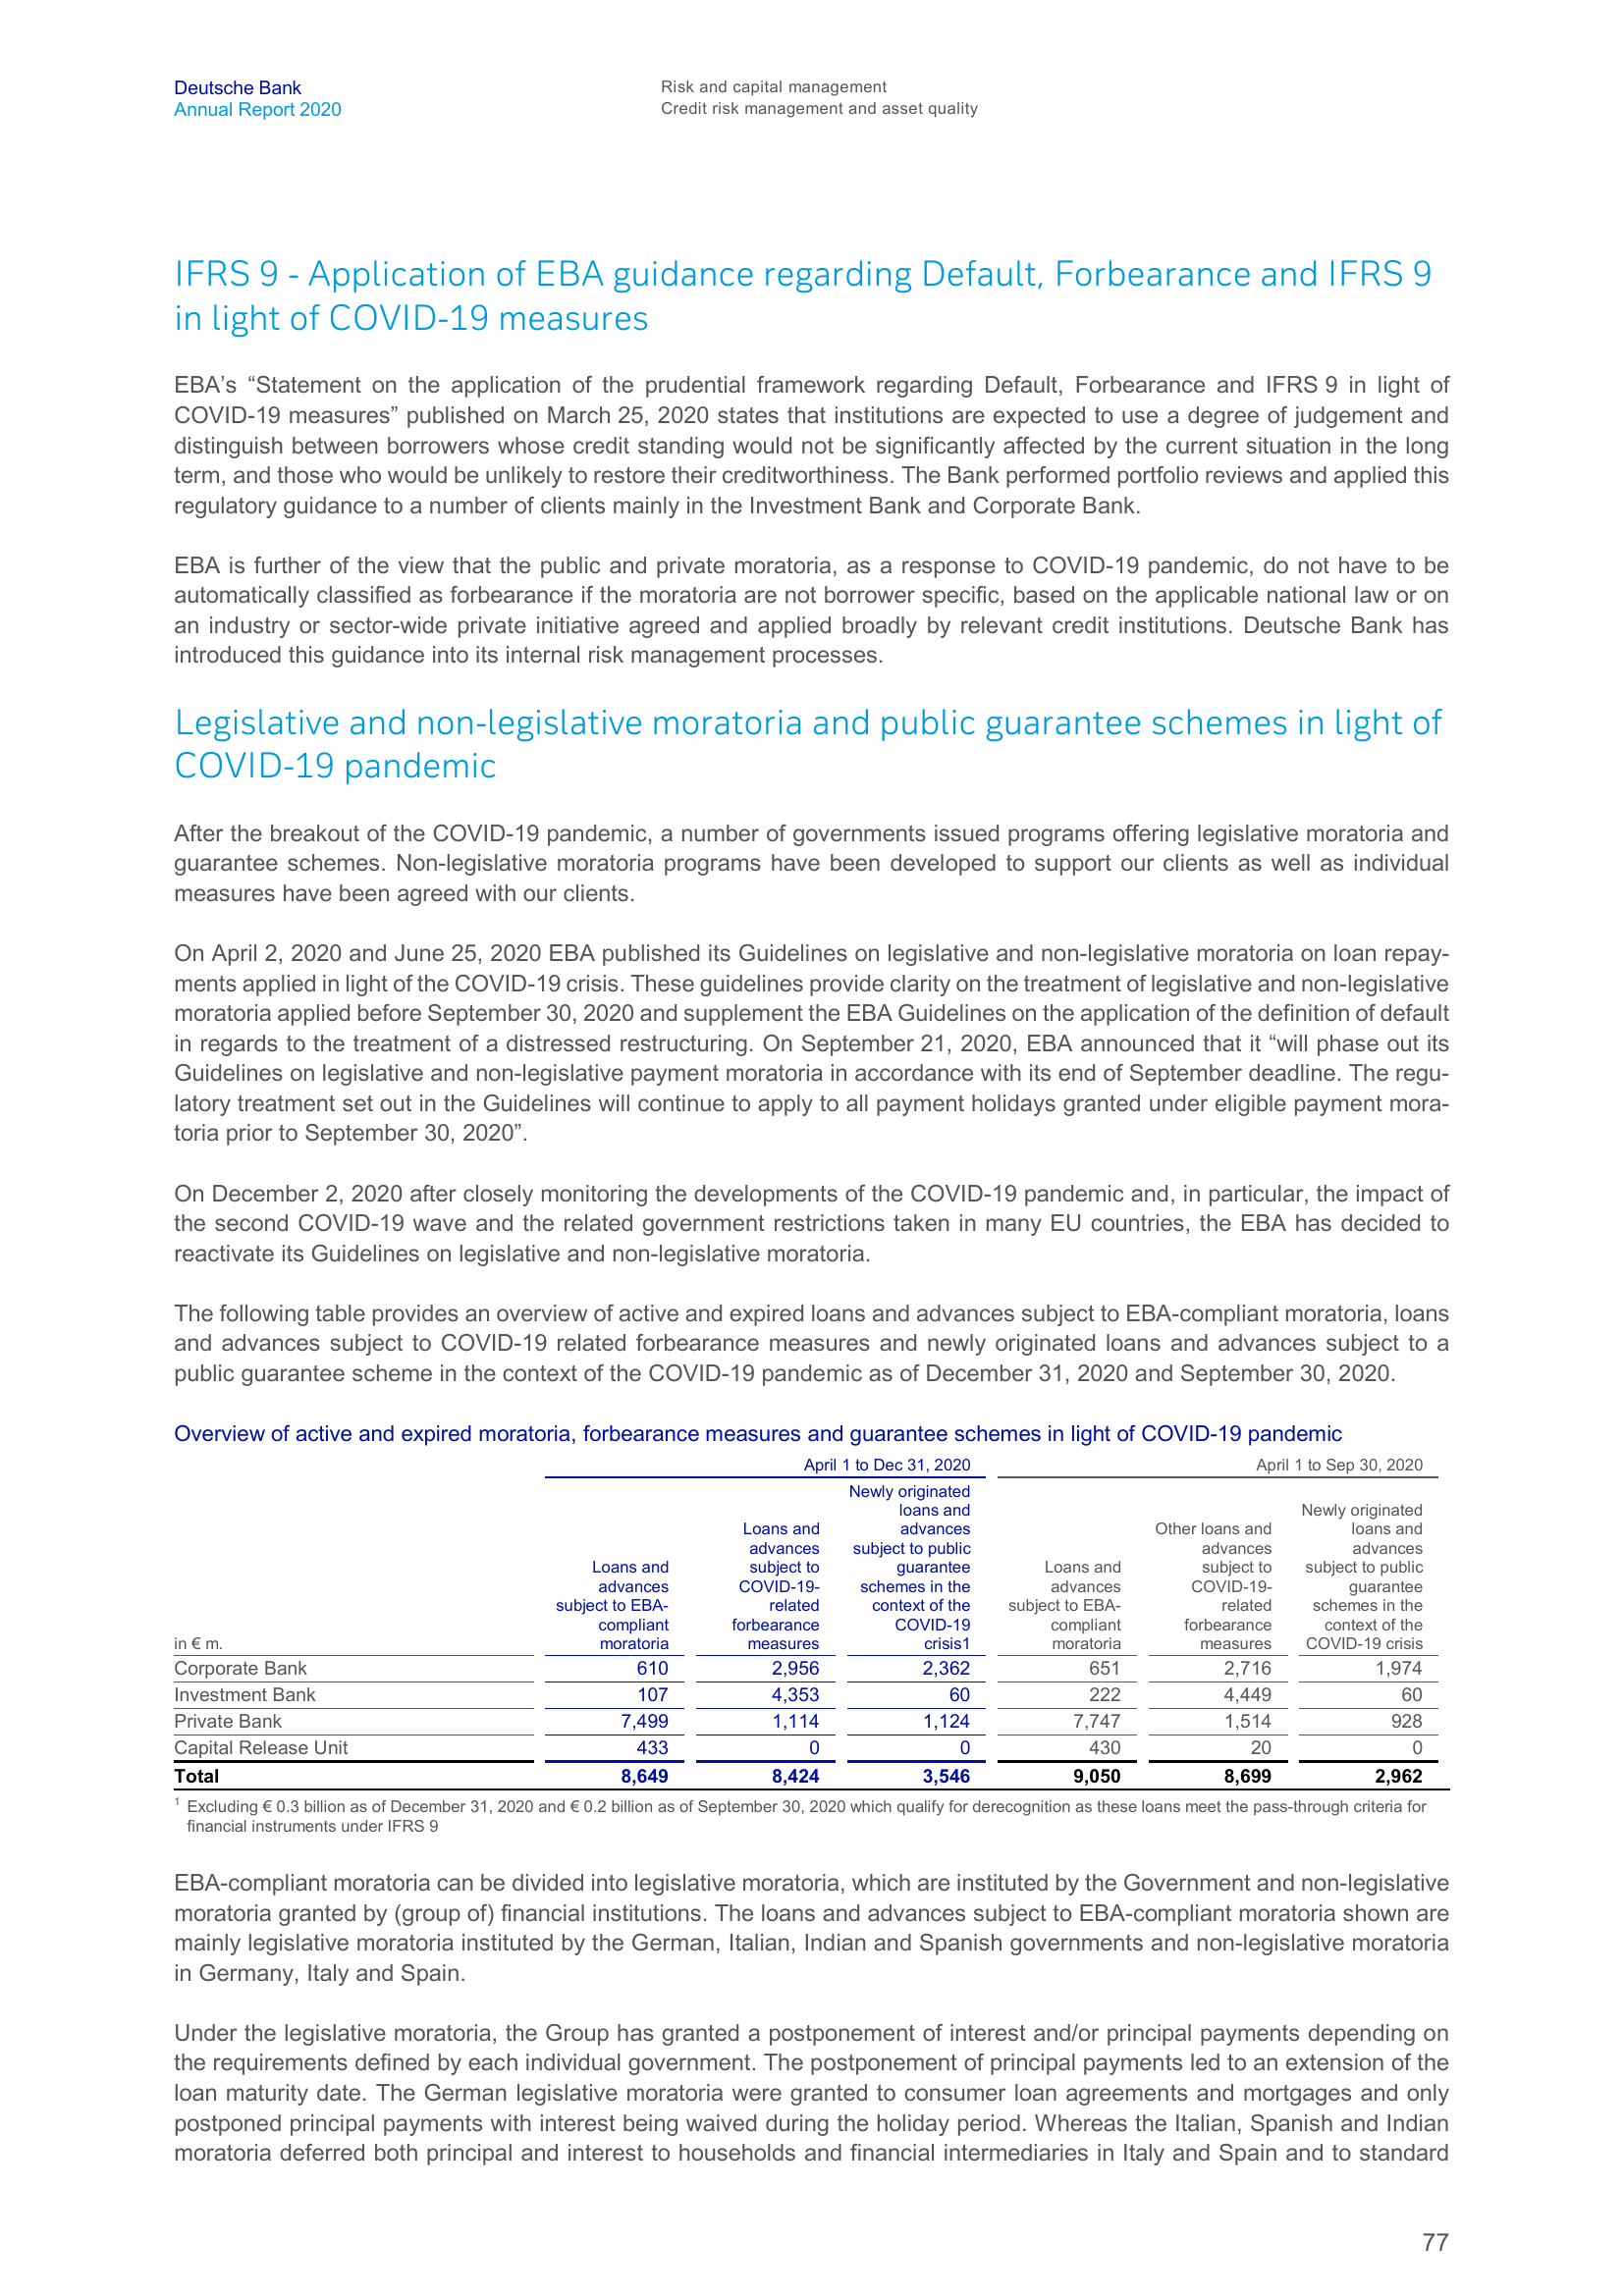 Deutsche Bank
Annual Report 2020
Risk and capital management
Credit risk management and asset quality
IFRS 9 - Application of EBA guidance regarding Default, Forbearance and IFRS 9
in light of COVID-19 measures
EBA’s “Statement on the application of the prudential framework regarding Default, Forbearance and IFRS 9 in light of
COVID-19 measures” published on March 25, 2020 states that institutions are expected to use a degree of judgement and
distinguish between borrowers whose credit standing would not be significantly affected by the current situation in the long
term, and those who would be unlikely to restore their creditworthiness. The Bank performed portfolio reviews and applied this
regulatory guidance to a number of clients mainly in the Investment Bank and Corporate Bank.
EBA is further of the view that the public and private moratoria, as a response to COVID-19 pandemic, do not have to be
automatically classified as forbearance if the moratoria are not borrower specific, based on the applicable national law or on
an industry or sector-wide private initiative agreed and applied broadly by relevant credit institutions. Deutsche Bank has
introduced this guidance into its internal risk management processes.
Legislative and non-legislative moratoria and public guarantee schemes in light of
COVID-19 pandemic
After the breakout of the COVID-19 pandemic, a number of governments issued programs offering legislative moratoria and
guarantee schemes. Non-legislative moratoria programs have been developed to support our clients as well as individual
measures have been agreed with our clients.
On April 2, 2020 and June 25, 2020 EBA published its Guidelines on legislative and non-legislative moratoria on loan repay-
ments applied in light of the COVID-19 crisis. These guidelines provide clarity on the treatment of legislative and non-legislative
moratoria applied before September 30, 2020 and supplement the EBA Guidelines on the application of the definition of default
in regards to the treatment of a distressed restructuring. On September 21, 2020, EBA announced that it “will phase out its
Guidelines on legislative and non-legislative payment moratoria in accordance with its end of September deadline. The regu-
latory treatment set out in the Guidelines will continue to apply to all payment holidays granted under eligible payment mora-
toria prior to September 30, 2020”.
On December 2, 2020 after closely monitoring the developments of the COVID-19 pandemic and, in particular, the impact of
the second COVID-19 wave and the related government restrictions taken in many EU countries, the EBA has decided to
reactivate its Guidelines on legislative and non-legislative moratoria.
The following table provides an overview of active and expired loans and advances subject to EBA-compliant moratoria, loans
and advances subject to COVID-19 related forbearance measures and newly originated loans and advances subject to a
public guarantee scheme in the context of the COVID-19 pandemic as of December 31, 2020 and September 30, 2020.
Overview of active and expired moratoria, forbearance measures and guarantee schemes in light of COVID-19 pandemic
April 1 to Dec 31, 2020 April 1 to Sep 30, 2020
Newly originated
loans and Newly originated
Loans and advances Other loans and loans and
advances subject to public advances advances
Loans and subject to guarantee Loans and subject to subject to public
advances COVID-19- schemes in the advances COVID-19- guarantee
subject to EBA- related context of the subject to EBA- related schemes in the
compliant forbearance COVID-19 compliant forbearance context of the
in € m. moratoria measures crisis1 moratoria measures COVID-19 crisis
Corporate Bank 610 2,956 2,362 651 2,716 1,974
Investment Bank 107 4,353 60 222 4,449 60
Private Bank 7,499 1,114 1,124 7,747 1,514 928
Capital Release Unit 433 0 0 430 20 0
Total 8,649 8,424 3,546 9,050 8,699 2,962
1 Excluding € 0.3 billion as of December 31, 2020 and € 0.2 billion as of September 30, 2020 which qualify for derecognition as these loans meet the pass-through criteria for
financial instruments under IFRS 9
EBA-compliant moratoria can be divided into legislative moratoria, which are instituted by the Government and non-legislative
moratoria granted by (group of) financial institutions. The loans and advances subject to EBA-compliant moratoria shown are
mainly legislative moratoria instituted by the German, Italian, Indian and Spanish governments and non-legislative moratoria
in Germany, Italy and Spain.
Under the legislative moratoria, the Group has granted a postponement of interest and/or principal payments depending on
the requirements defined by each individual government. The postponement of principal payments led to an extension of the
loan maturity date. The German legislative moratoria were granted to consumer loan agreements and mortgages and only
postponed principal payments with interest being waived during the holiday period. Whereas the Italian, Spanish and Indian
moratoria deferred both principal and interest to households and financial intermediaries in Italy and Spain and to standard
77